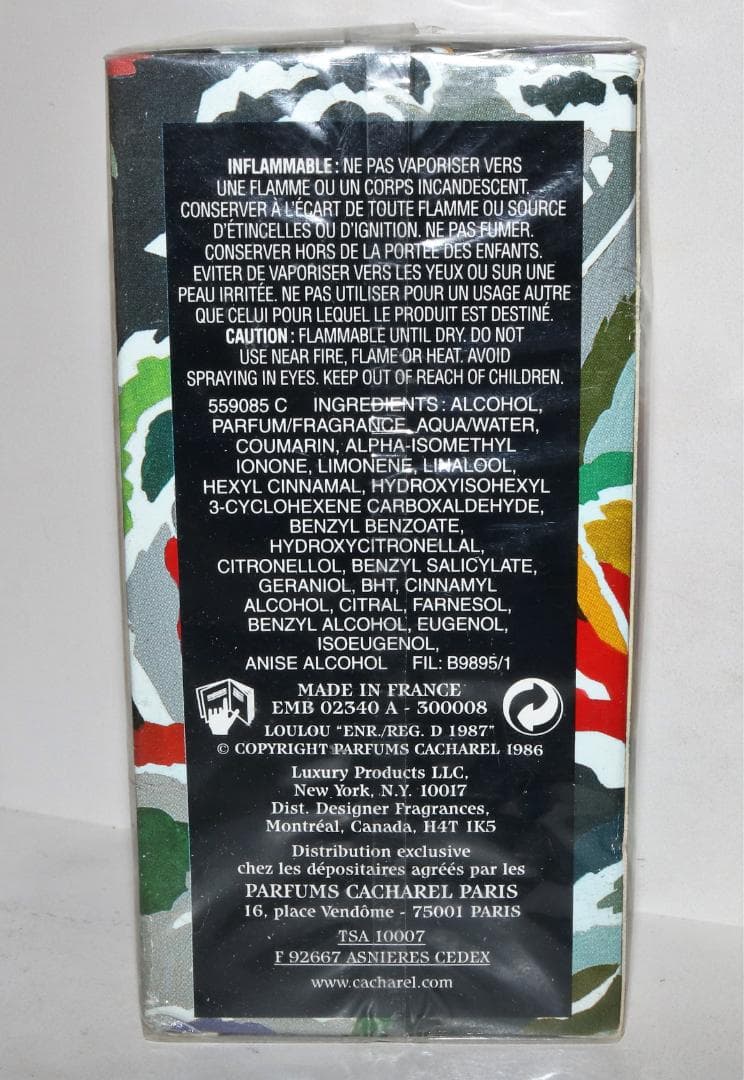 INFLAMMABLE : NE PAS VAPORISER VERS
UNE FLAMME OU UN CORPS INCANDESCENT.
CONSERVER À L'ÉCART DE TOUTE FLAMME OU SOURCE
D'ÉTINCELLES OU D'IGNITION. NE PAS FUMER.
CONSERVER HORS DE LA PORTÉE DES ENFANTS.
EVITER DE VAPORISER VERS LES YEUX OU SUR UNE
PEAU IRRITÉE. NE PAS UTILISER POUR UN USAGE AUTRE
QUE CELUI POUR LEQUEL LE PRODUIT EST DESTINÉ.
CAUTION : FLAMMABLE UNTIL DRY. DO NOT
USE NEAR FIRE, FLAME OR HEAT. AVOID
SPRAYING IN EYES. KEEP OUT OF REACH OF CHILDREN.
559085 C INGREDIENTS : ALCOHOL,
PARFUM/FRAGRANCE, AQUA/WATER,
COUMARIN, ALPHA-ISOMETHYL
IONONE, LIMONENE, LINALOOL,
HEXYL CINNAMAL, HYDROXYISOHEXYL
3-CYCLOHEXENE CARBOXALDEHYDE,
BENZYL BENZOATE,
HYDROXYCITRONELLAL,
CITRONELLOL, BENZYL SALICYLATE,
GERANIOL, BHT, CINNAMYL
ALCOHOL, CITRAL, FARNESOL,
BENZYL ALCOHOL, EUGENOL,
ISOEUGENOL,
ANISE ALCOHOL FIL: B9895/1
MADE IN FRANCE
EMB 02340 A - 300008
LOULOU "ENR./REG. D 1987"
© COPYRIGHT PARFUMS CACHAREL 1986
Luxury Products LLC,
New York, N.Y. 10017
Dist. Designer Fragrances,
Montréal, Canada, H4T 1K5
Distribution exclusive
chez les dépositaires agréés par les
PARFUMS CACHAREL PARIS
16, place Vendôme - 75001 PARIS
TSA 10007
F 92667 ASNIERES CEDEX
www.cacharel.com